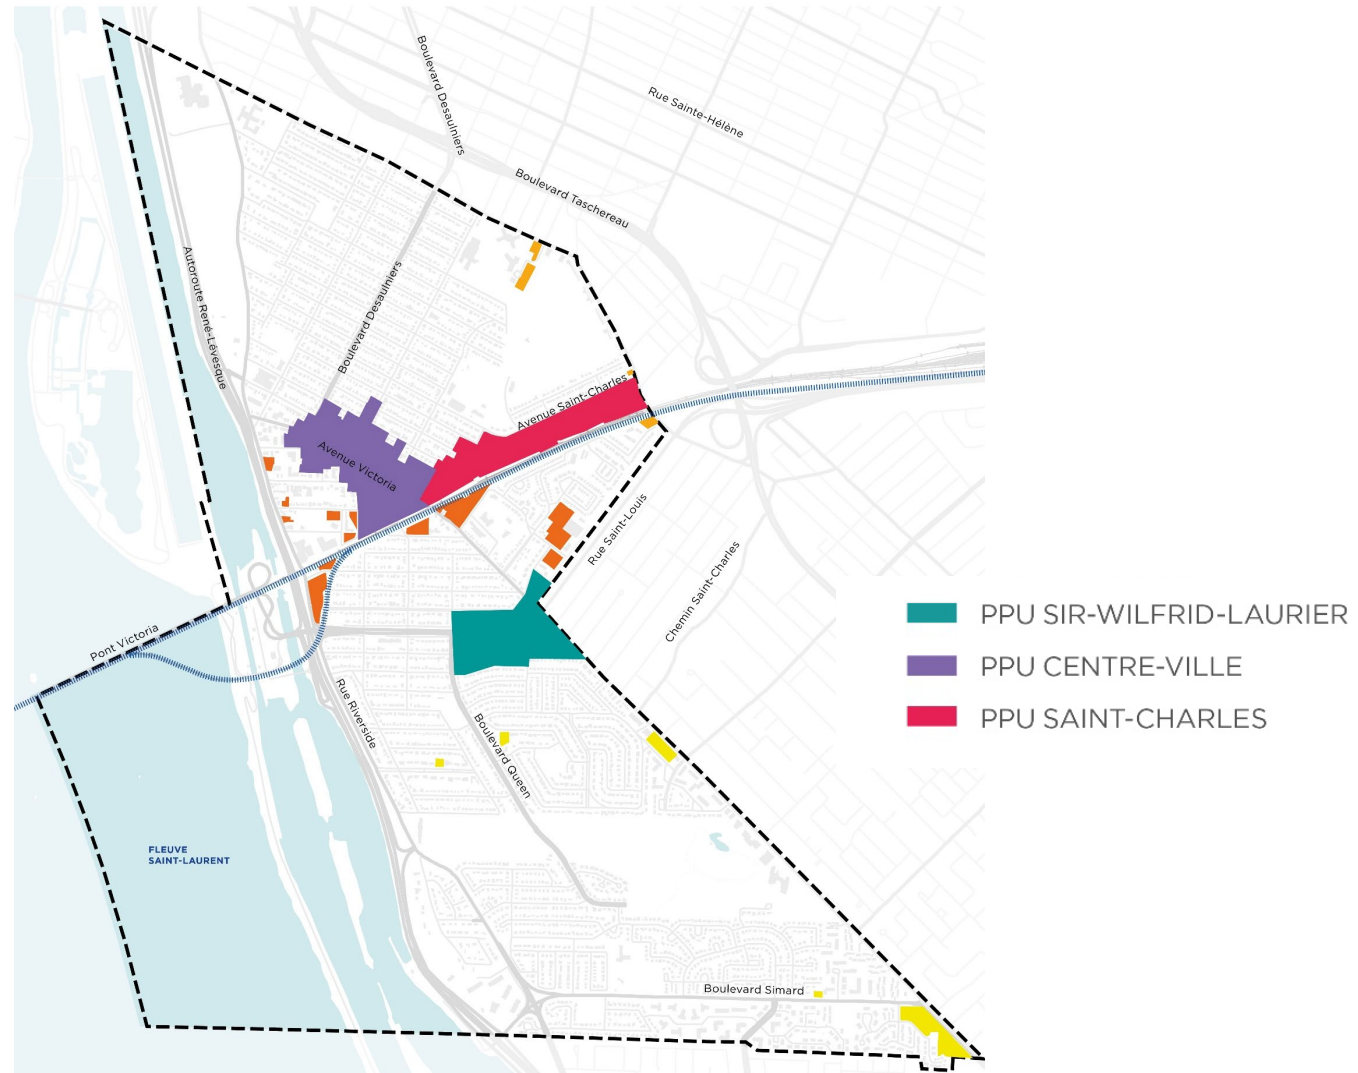 Boulevard Desaulniers
Rue Sainte-Hélène
Boulevard Taschereau
Autoroute René-Lévesque
Boulevard Desaulniers
Avenue Saint-Charles
Avenue Victoria
Rue Saint-Louis
Chemin Saint-Charles
Pont Victoria
Rue Riverside
Boulevard Queen
FLEUVE
SAINT-LAURENT
Boulevard Simard
PPU SIR-WILFRID-LAURIER
PPU CENTRE-VILLE
PPU SAINT-CHARLES